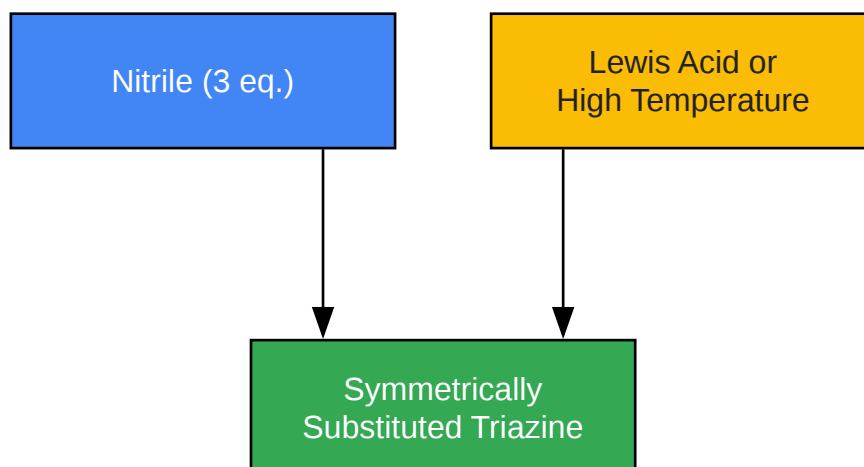 Nitrile (3 eq.)
Lewis Acid or
High Temperature
Symmetrically
Substituted Triazine